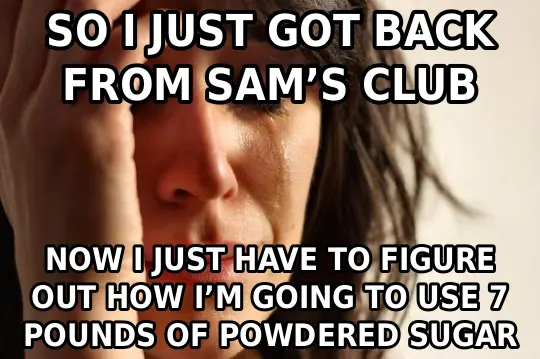 SO I JUST GOT BACK
FROM SAM’S CLUB
NOW I JUST HAVE TO FIGURE
OUT HOW I’M GOING TO USE 7
POUNDS OF POWDERED SUGAR